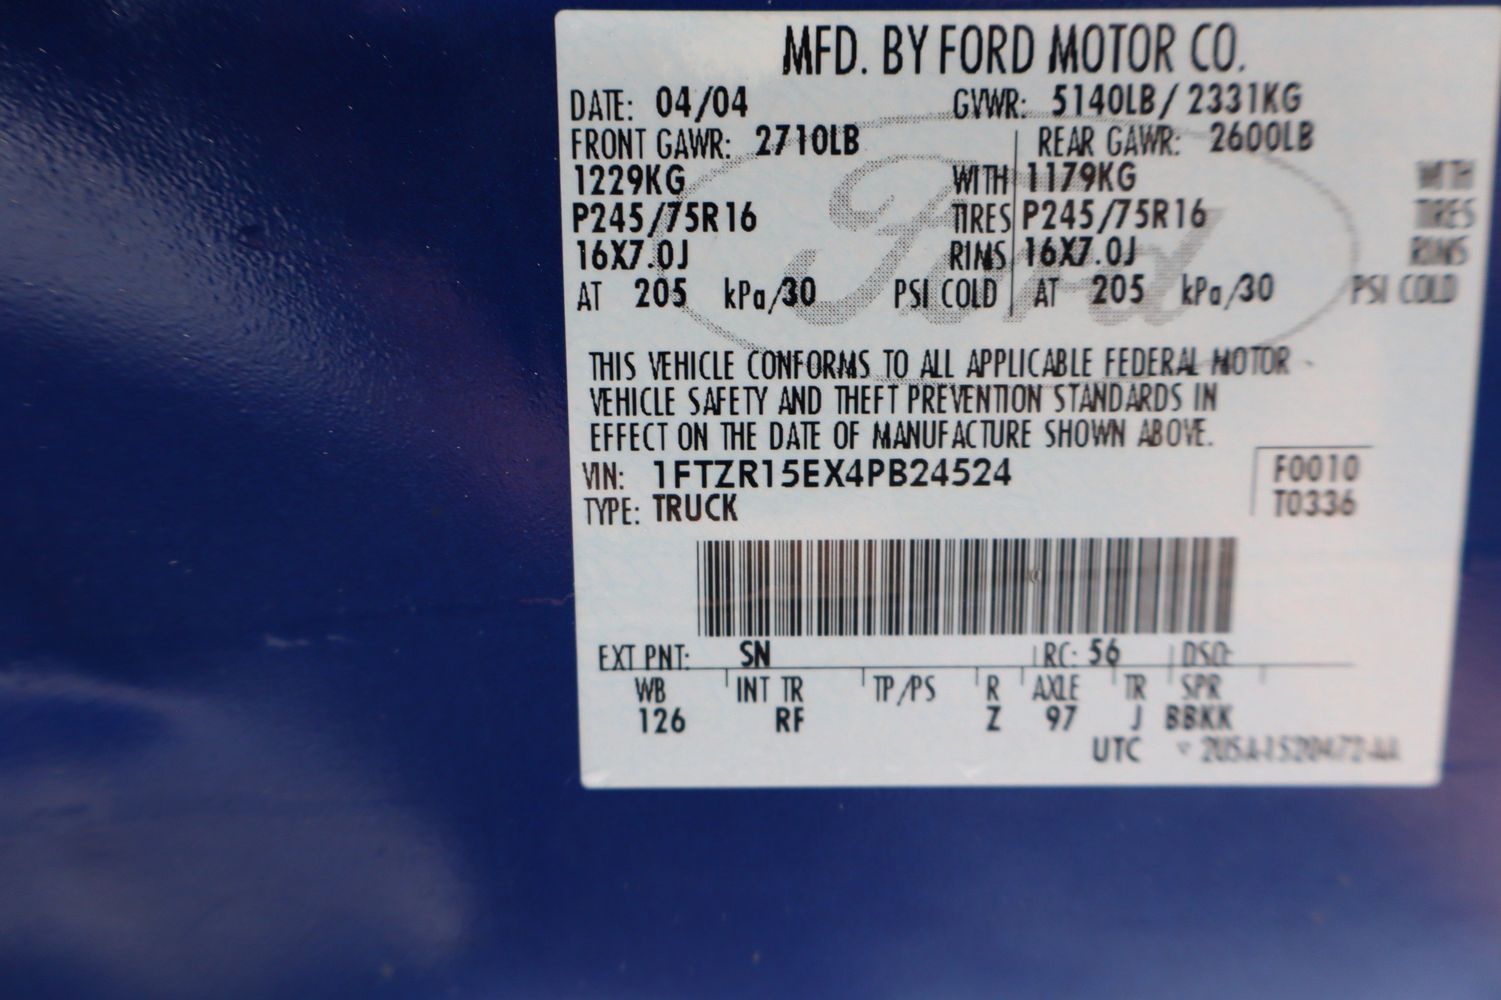 MFD. BY FORD MOTOR CO.
DATE: 04/04 GVWR: 5140LB/ 2331KG
FRONT GAWR: 2710LB REAR GAWR: 2600LB
1229KG WITH 1179KG WITH
P245/75R16 TIRES P245/75R16 TIRES
16X7.0J RIMS 16X7.0J RIMS
AT 205 kPa/30 PSI COLD AT 205 kPa/30 PSI COLD
Ford
THIS VEHICLE CONFORMS TO ALL APPLICABLE FEDERAL MOTOR
VEHICLE SAFETY AND THEFT PREVENTION STANDARDS IN
EFFECT ON THE DATE OF MANUFACTURE SHOWN ABOVE.
VIN: 1FTZR15EX4PB24524 F0010
TYPE: TRUCK T0336
EXT PNT: SN RC: 56 DSO:
WB INT TR TP/PS R AXLE TR SPR
126 RF Z 97 J BBKK
UTC